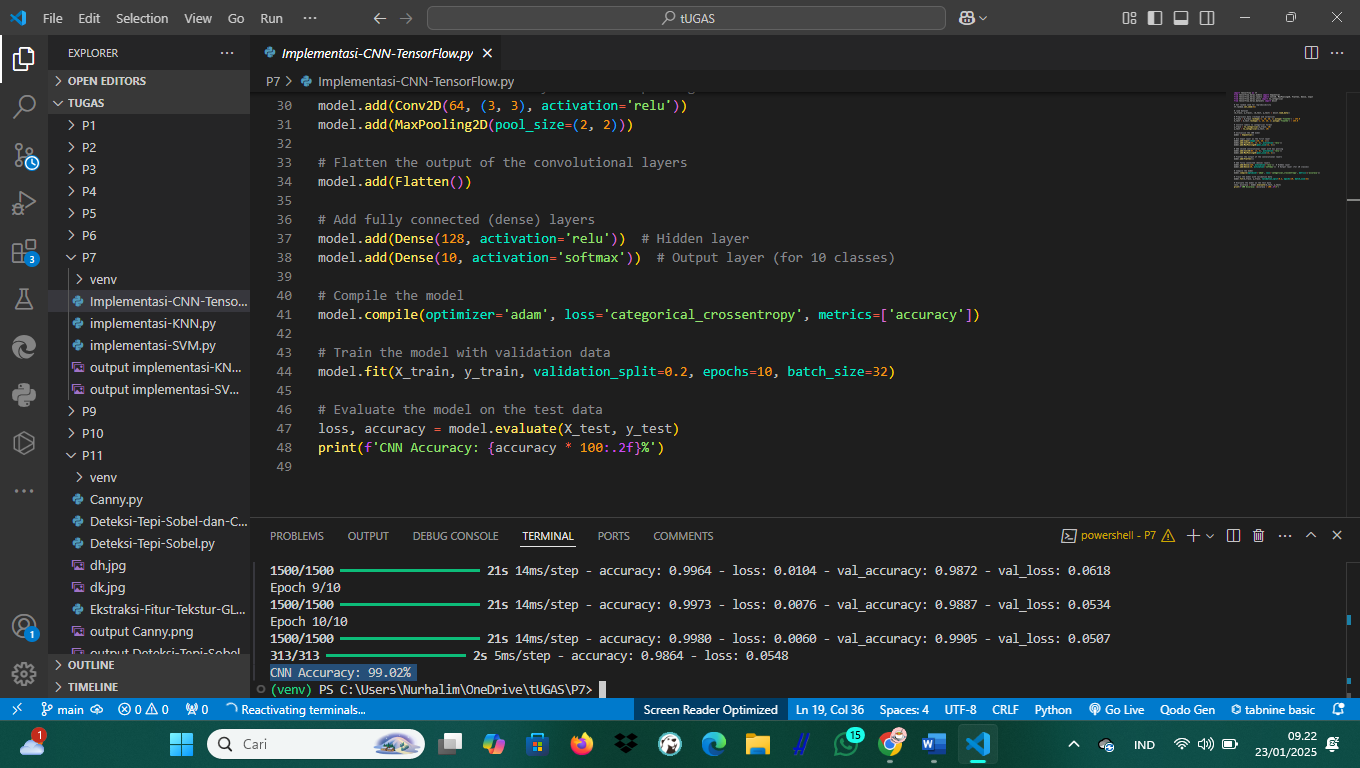 File Edit Selection View Go Run ··· tUGAS
EXPLORER ···
OPEN EDITORS
TUGAS
P1
P2
P3
P4
P5
P6
P7
venv
Implementasi-CNN-Tenso...
implementasi-KNN.py
implementasi-SVM.py
output implementasi-KN...
output implementasi-SV...
P9
P10
P11
venv
Canny.py
Deteksi-Tepi-Sobel-dan-C...
Deteksi-Tepi-Sobel.py
dh.jpg
dk.jpg
Ekstraksi-Fitur-Tekstur-GL...
output Canny.png
output Deteksi-Tepi-Sobel
OUTLINE
TIMELINE
3
1
Implementasi-CNN-TensorFlow.py
P7 > Implementasi-CNN-TensorFlow.py
30 model.add(Conv2D(64, (3, 3), activation='relu'))
31 model.add(MaxPooling2D(pool_size=(2, 2)))
32
33 # Flatten the output of the convolutional layers
34 model.add(Flatten())
35
36 # Add fully connected (dense) layers
37 model.add(Dense(128, activation='relu'))  # Hidden layer
38 model.add(Dense(10, activation='softmax'))  # Output layer (for 10 classes)
39
40 # Compile the model
41 model.compile(optimizer='adam', loss='categorical_crossentropy', metrics=['accuracy'])
42
43 # Train the model with validation data
44 model.fit(X_train, y_train, validation_split=0.2, epochs=10, batch_size=32)
45
46 # Evaluate the model on the test data
47 loss, accuracy = model.evaluate(X_test, y_test)
48 print(f'CNN Accuracy: {accuracy * 100:.2f}%')
49
PROBLEMS OUTPUT DEBUG CONSOLE TERMINAL PORTS COMMENTS powershell - P7
1500/1500 21s 14ms/step - accuracy: 0.9964 - loss: 0.0104 - val_accuracy: 0.9872 - val_loss: 0.0618
Epoch 9/10
1500/1500 21s 14ms/step - accuracy: 0.9973 - loss: 0.0076 - val_accuracy: 0.9887 - val_loss: 0.0534
Epoch 10/10
1500/1500 21s 14ms/step - accuracy: 0.9980 - loss: 0.0060 - val_accuracy: 0.9905 - val_loss: 0.0507
313/313 2s 5ms/step - accuracy: 0.9864 - loss: 0.0548
CNN Accuracy: 99.02%
(venv) PS C:\Users\Nurhalim\OneDrive\tUGAS\P7>
main 0 0 0 Reactivating terminals... Screen Reader Optimized Ln 19, Col 36 Spaces: 4 UTF-8 CRLF Python Go Live Qodo Gen tabnine basic
1 Cari 15 IND 09.22
23/01/2025